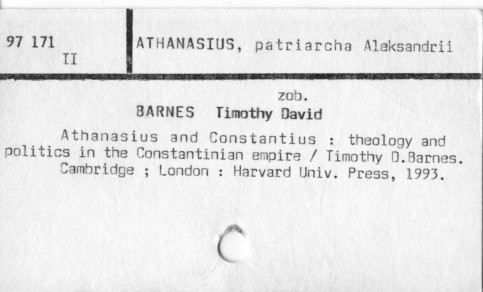 97 171
II
ATHANASIUS, patriarcha Aleksandrii
zob.
BARNES Timothy David
Athanasius and Constantius : theology and
politics in the Constantinian empire / Timothy D.Barnes.
Cambridge ; London : Harvard Univ. Press, 1993.